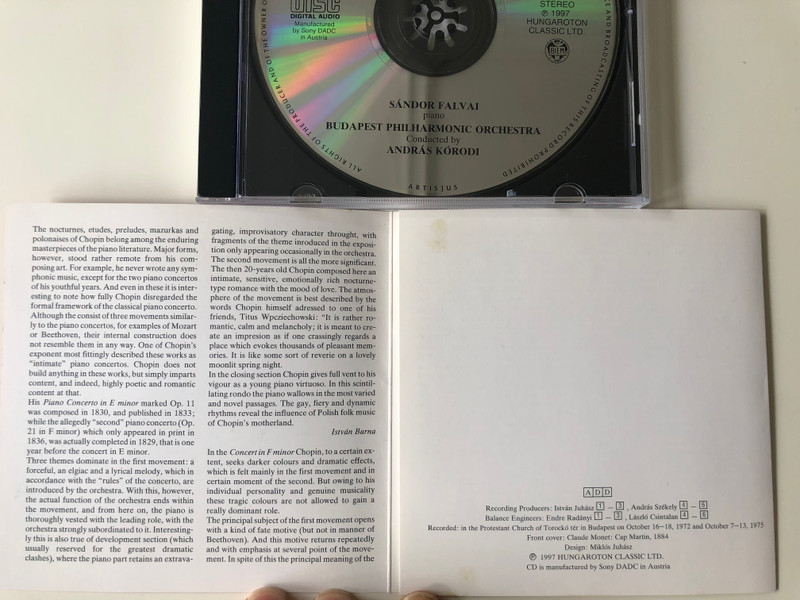 DISC
DIGITAL AUDIO
Manufactured
by Sony DADC
in Austria
STEREO
℗ 1997
HUNGAROTON
CLASSIC LTD.
BIEM
SÁNDOR FALVAI
piano
BUDAPEST PHILHARMONIC ORCHESTRA
Conducted by
ANDRÁS KÓRODI
ALL RIGHTS OF THE PRODUCER AND OF THE OWNER O
CE AND BROADCASTING OF THIS RECORD PROHIBITED
ARTISJUS
The nocturnes, etudes, preludes, mazurkas and
polonaises of Chopin belong among the enduring
masterpieces of the piano literature. Major forms,
however, stood rather remote from his com-
posing art. For example, he never wrote any sym-
phonic music, except for the two piano concertos
of his youthful years. And even in these it is inter-
esting to note how fully Chopin disregarded the
formal framework of the classical piano concerto.
Although the consist of three movements similar-
ly to the piano concertos, for examples of Mozart
or Beethoven, their internal construction does
not resemble them in any way. One of Chopin's
exponent most fittingly described these works as
“intimate” piano concertos. Chopin does not
build anything in these works, but simply imparts
content, and indeed, highly poetic and romantic
content at that.
His Piano Concerto in E minor marked Op. 11
was composed in 1830, and published in 1833;
while the allegedly “second” piano concerto (Op.
21 in F minor) which only appeared in print in
1836, was actually completed in 1829, that is one
year before the concert in E minor.
Three themes dominate in the first movement: a
forceful, an elgiac and a lyrical melody, which in
accordance with the “rules” of the concerto, are
introduced by the orchestra. With this, however,
the actual function of the orchestra ends within
the movement, and from here on, the piano is
thoroughly vested with the leading role, with the
orchestra strongly subordinated to it. Interesting-
ly this is also true of development section (which
usually reserved for the greatest dramatic
clashes), where the piano part retains an extrava-
gating, improvisatory character throught, with
fragments of the theme inroduced in the exposi-
tion only appearing occasionally in the orchestra.
The second movement is all the more significant.
The then 20-years old Chopin composed here an
intimate, sensitive, emotionally rich nocturne-
type romance with the mood of love. The atmos-
phere of the movement is best described by the
words Chopin himself adressed to one of his
friends, Titus Wpcziechowski: “It is rather ro-
mantic, calm and melancholy; it is meant to cre-
ate an impresion as if one crassingly regards a
place which evokes thousands of pleasant mem-
ories. It is like some sort of reverie on a lovely
moonlit spring night.
In the closing section Chopin gives full vent to his
vigour as a young piano virtuoso. In this scintil-
lating rondo the piano wallows in the most varied
and novel passages. The gay, fiery and dynamic
rhythms reveal the influence of Polish folk music
of Chopin's motherland.
István Barna
In the Concert in F minor Chopin, to a certain ex-
tent, seeks darker colours and dramatic effects,
which is felt mainly in the first movement and in
certain moment of the second. But owing to his
individual personality and genuine musicality
these tragic colours are not allowed to gain a
really dominant role.
The principal subject of the first movement opens
with a kind of fate motive (but not in manner of
Beethoven). And this motive returns repeatedly
and with emphasis at several point of the move-
ment. In spite of this the principal meaning of the
ADD
Recording Producers: István Juhász 1 – 3 , András Székely 4 – 6
Balance Engineers: Endre Radányi 1 – 3 , László Csintalan 4 – 6
Recorded: in the Protestant Church of Torockó tér in Budapest on October 16–18, 1972 and October 7–13, 1975
Front cover: Claude Monet: Cap Martin, 1884
Design: Miklós Juhász
℗ 1997 HUNGAROTON CLASSIC LTD.
CD is manufactured by Sony DADC in Austria